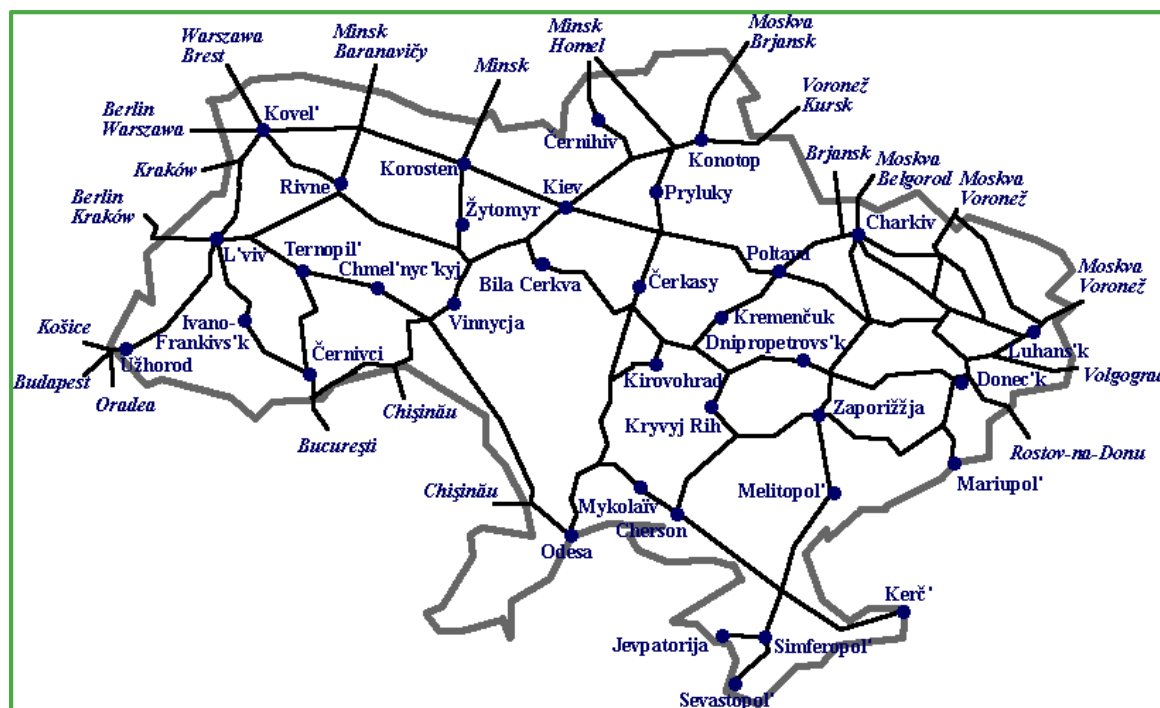 Warszawa
Brest
Minsk
Baranavičy
Minsk
Minsk
Homel
Moskva
Brjansk
Voronež
Kursk
Berlin
Warszawa
Kovel'
Kraków
Rivne
Korosten
Černihiv
Konotop
Kiev
Pryluky
Brjansk
Moskva
Belgorod
Moskva
Voronež
Berlin
Kraków
Žytomyr
Charkiv
L'viv
Ternopil'
Chmel'nyc'kyj
Bila Cerkva
Poltava
Čerkasy
Moskva
Voronež
Vinnycja
Košice
Ivano-
Frankivs'k
Kremenčuk
Dnipropetrovs'k
Užhorod
Černivci
Kirovohrad
Luhans'k
Budapest
Oradea
Donec'k
Volgograd
Chişinău
Kryvyj Rih
Zaporižžja
Bucureşti
Rostov-na-Donu
Mariupol'
Chişinău
Mykolaïv
Melitopol'
Cherson
Odesa
Kerč'
Jevpatorija
Simferopol'
Sevastopol'